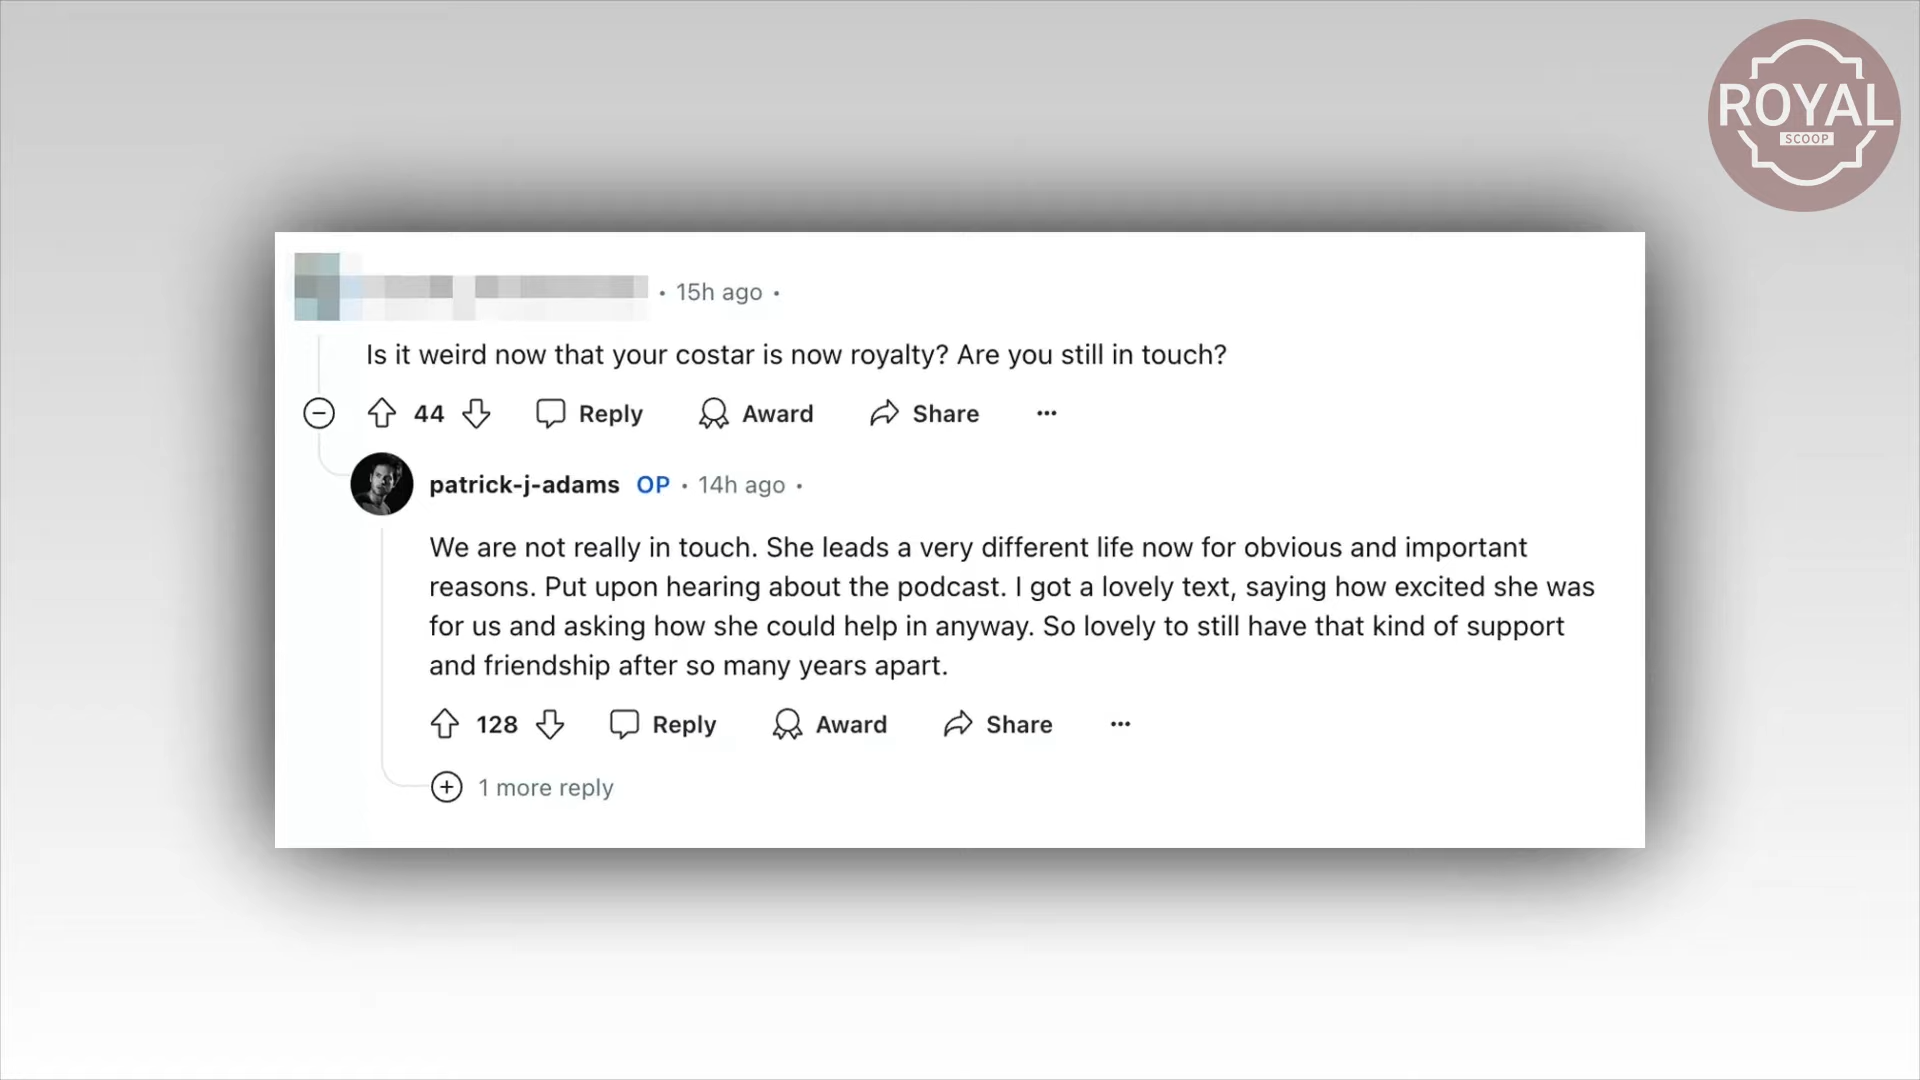 ROYAL
SCOOP
• 15h ago •
Is it weird now that your costar is now royalty? Are you still in touch?
44 Reply Award Share ...
patrick-j-adams OP • 14h ago •
We are not really in touch. She leads a very different life now for obvious and important
reasons. Put upon hearing about the podcast. I got a lovely text, saying how excited she was
for us and asking how she could help in anyway. So lovely to still have that kind of support
and friendship after so many years apart.
128 Reply Award Share ...
1 more reply